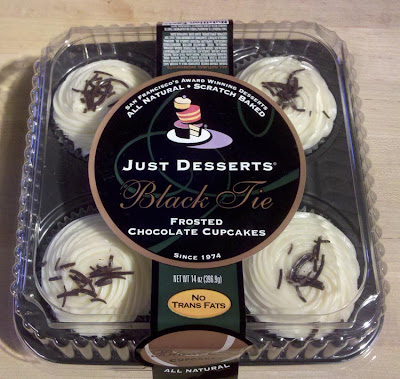 SAN FRANCISCO'S AWARD WINNING DESSERTS
ALL NATURAL • SCRATCH BAKED
JUST DESSERTS®
Black Tie
FROSTED
CHOCOLATE CUPCAKES
SINCE 1974
NET WT 14 oz (396.9g)
NO
TRANS FATS
CUPCAKES
ALL NATURAL